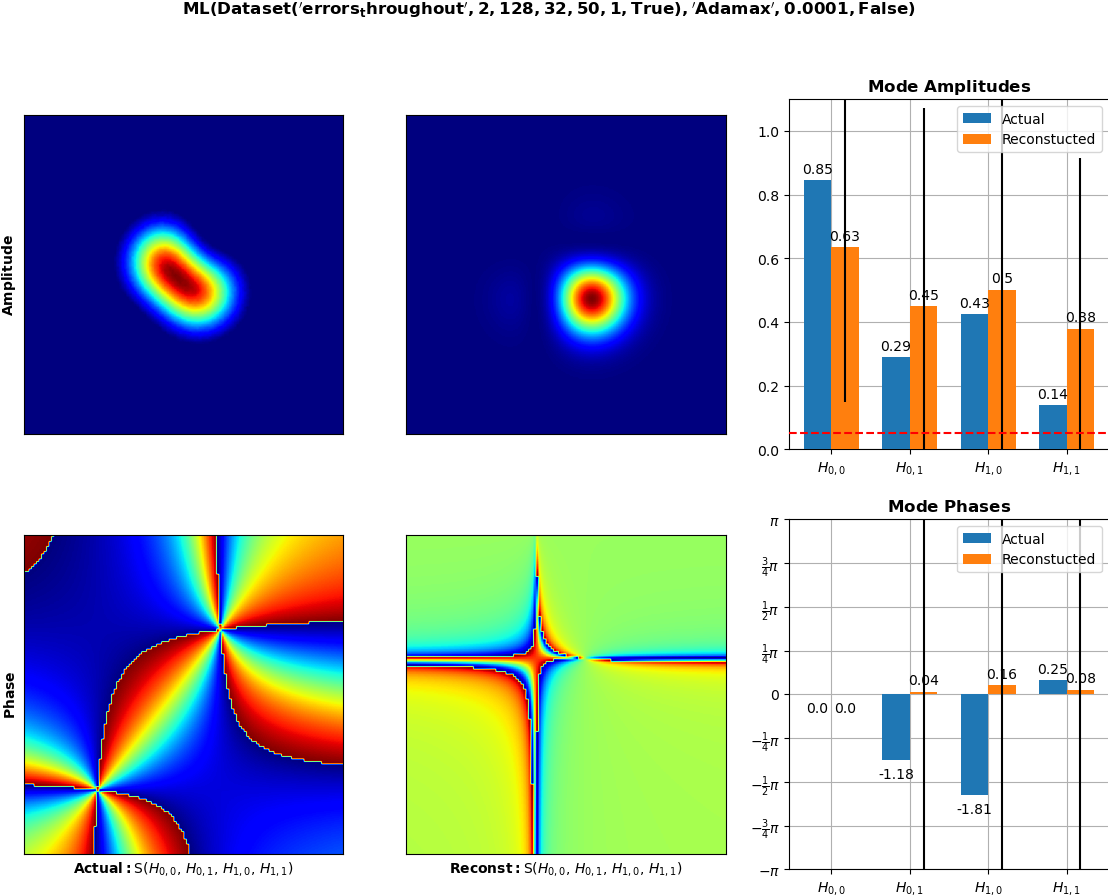 ML(Dataset('errors_throughout', 2, 128, 32, 50, 1, True), 'Adamax', 0.0001, False)
Amplitude
Mode Amplitudes
Actual
Reconstucted
1.0
0.8
0.6
0.4
0.2
0.0
0.85
0.63
0.29
0.45
0.43
0.5
0.14
0.38
H0,0
H0,1
H1,0
H1,1
Phase
Actual: S(H0,0, H0,1, H1,0, H1,1)
Reconst: S(H0,0, H0,1, H1,0, H1,1)
Mode Phases
Actual
Reconstucted
π
3/4π
1/2π
1/4π
0
−1/4π
−1/2π
−3/4π
−π
0.0
0.0
-1.18
0.04
-1.81
0.16
0.25
0.08
H0,0
H0,1
H1,0
H1,1